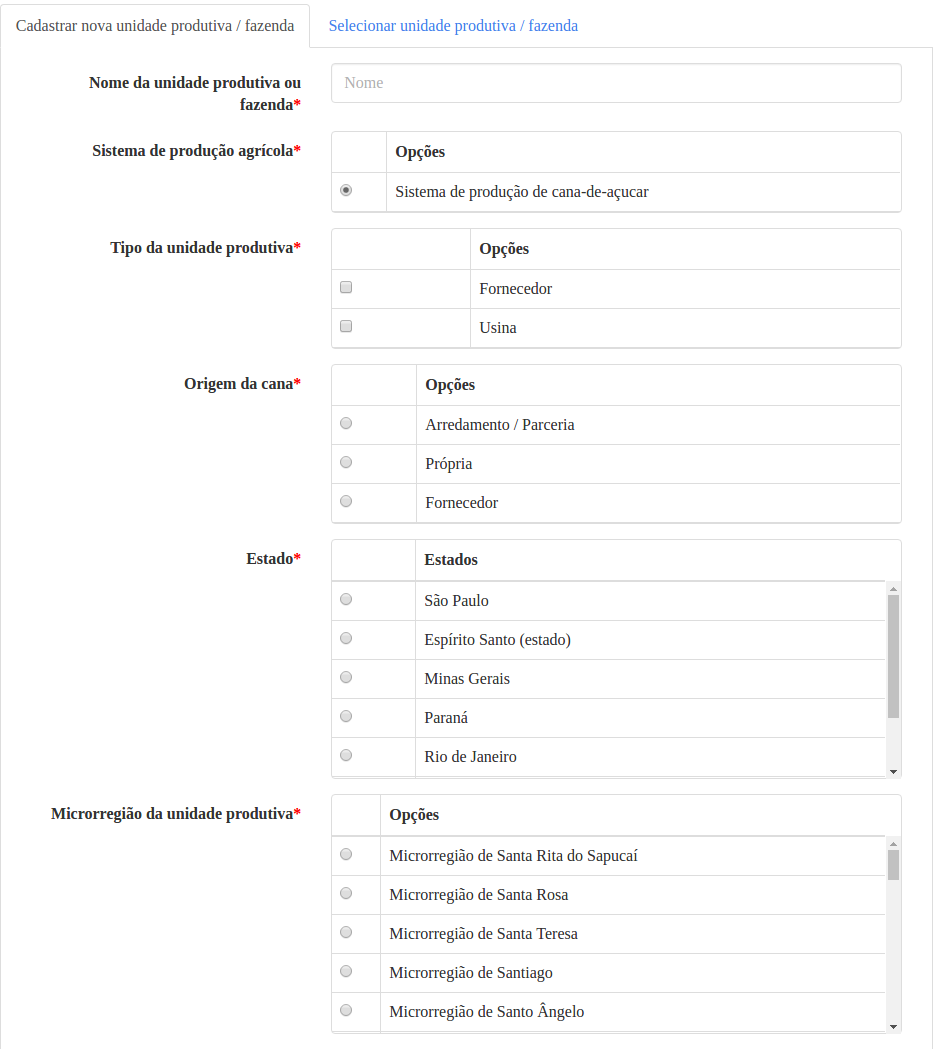 Cadastrar nova unidade produtiva / fazenda
Selecionar unidade produtiva / fazenda
Nome da unidade produtiva ou
fazenda*
Nome
Sistema de produção agrícola*
Opções
Sistema de produção de cana-de-açucar
Tipo da unidade produtiva*
Opções
Fornecedor
Usina
Origem da cana*
Opções
Arredamento / Parceria
Própria
Fornecedor
Estado*
Estados
São Paulo
Espírito Santo (estado)
Minas Gerais
Paraná
Rio de Janeiro
Microrregião da unidade produtiva*
Opções
Microrregião de Santa Rita do Sapucaí
Microrregião de Santa Rosa
Microrregião de Santa Teresa
Microrregião de Santiago
Microrregião de Santo Ângelo